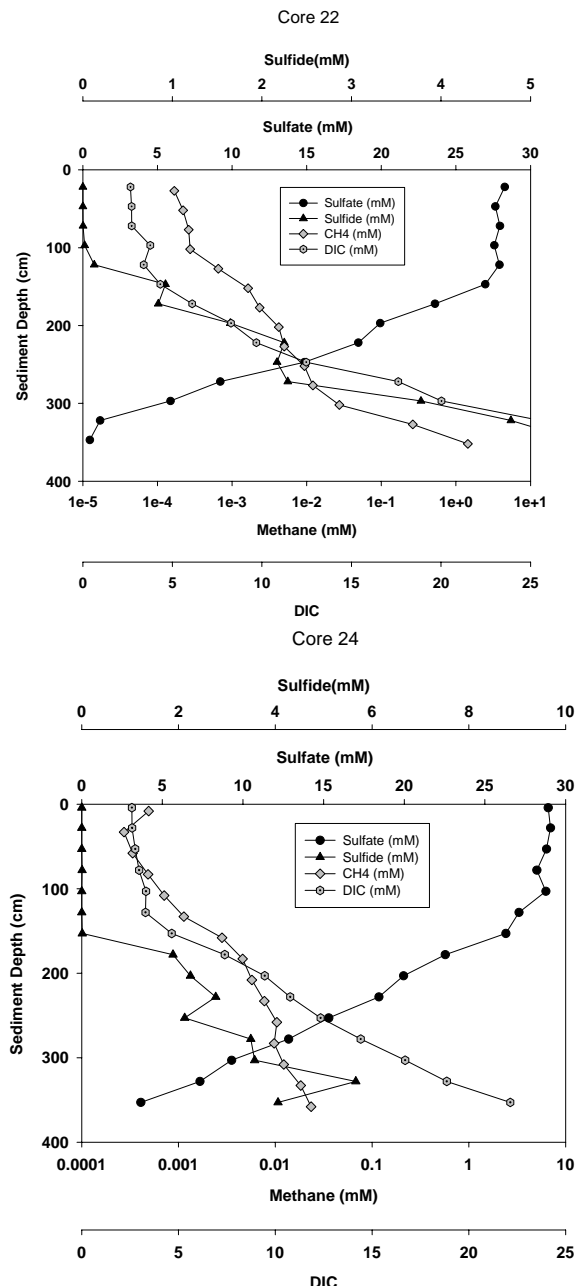 Core 22
Sulfide(mM)
0 1 2 3 4 5
Sulfate (mM)
0 5 10 15 20 25 30
Sediment Depth (cm)
0
100
200
300
400
Sulfate (mM)
Sulfide (mM)
CH4 (mM)
DIC (mM)
1e-5 1e-4 1e-3 1e-2 1e-1 1e+0 1e+1
Methane (mM)
0 5 10 15 20 25
DIC
Core 24
Sulfide(mM)
0 2 4 6 8 10
Sulfate (mM)
0 5 10 15 20 25 30
Sediment Depth (cm)
0
100
200
300
400
Sulfate (mM)
Sulfide (mM)
CH4 (mM)
DIC (mM)
0.0001 0.001 0.01 0.1 1 10
Methane (mM)
0 5 10 15 20 25
DIC